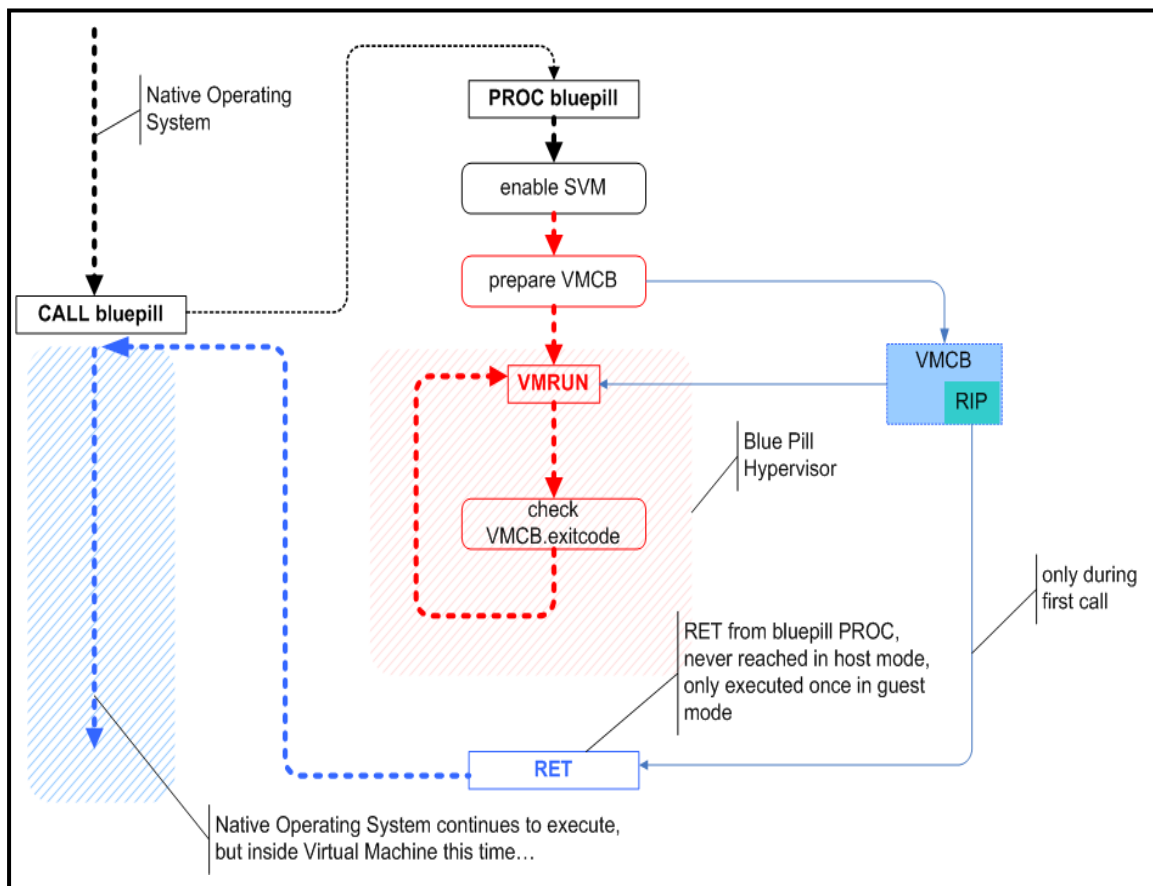 Native Operating
System
PROC bluepill
enable SVM
prepare VMCB
CALL bluepill
VMRUN
VMCB
RIP
Blue Pill
Hypervisor
check
VMCB.exitcode
only during
first call
RET from bluepill PROC,
never reached in host mode,
only executed once in guest
mode
RET
Native Operating System continues to execute,
but inside Virtual Machine this time…